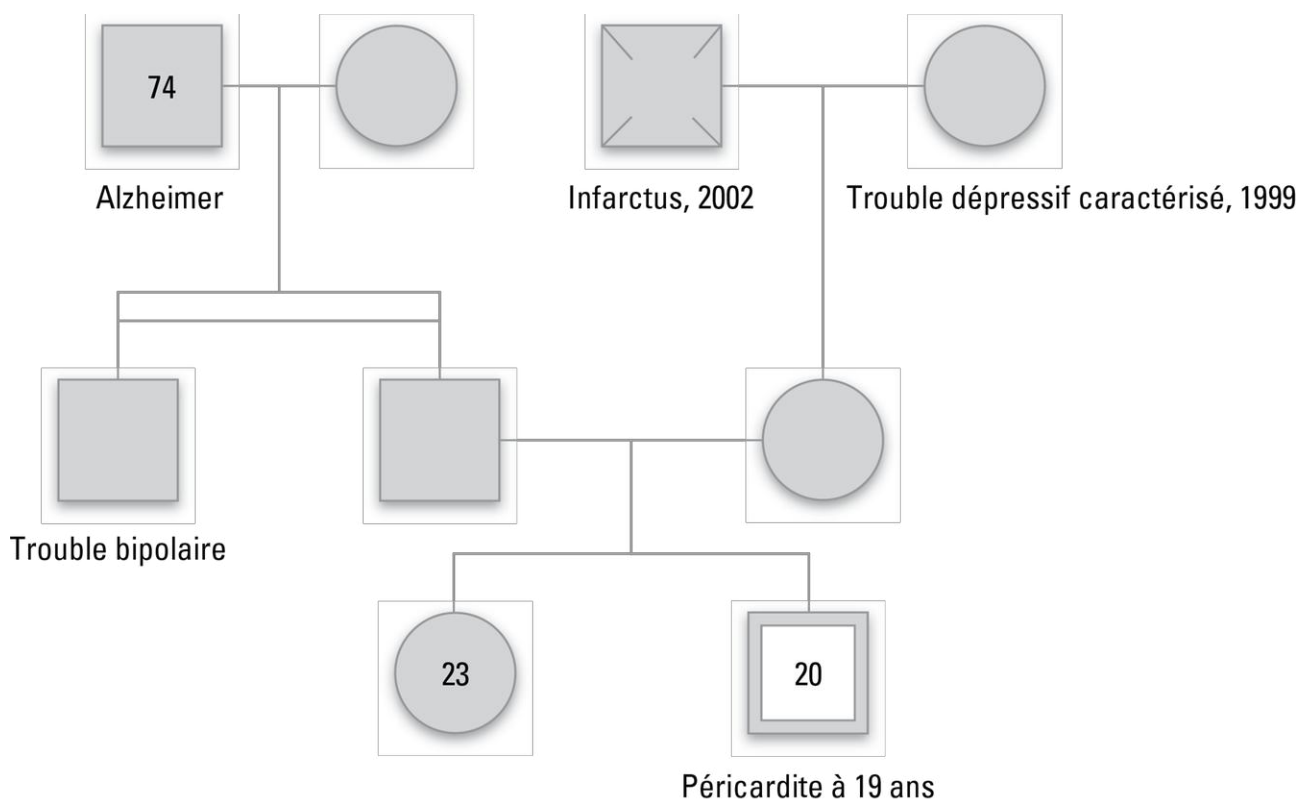 74
Alzheimer
Infarctus, 2002
Trouble dépressif caractérisé, 1999
Trouble bipolaire
23
20
Péricardite à 19 ans